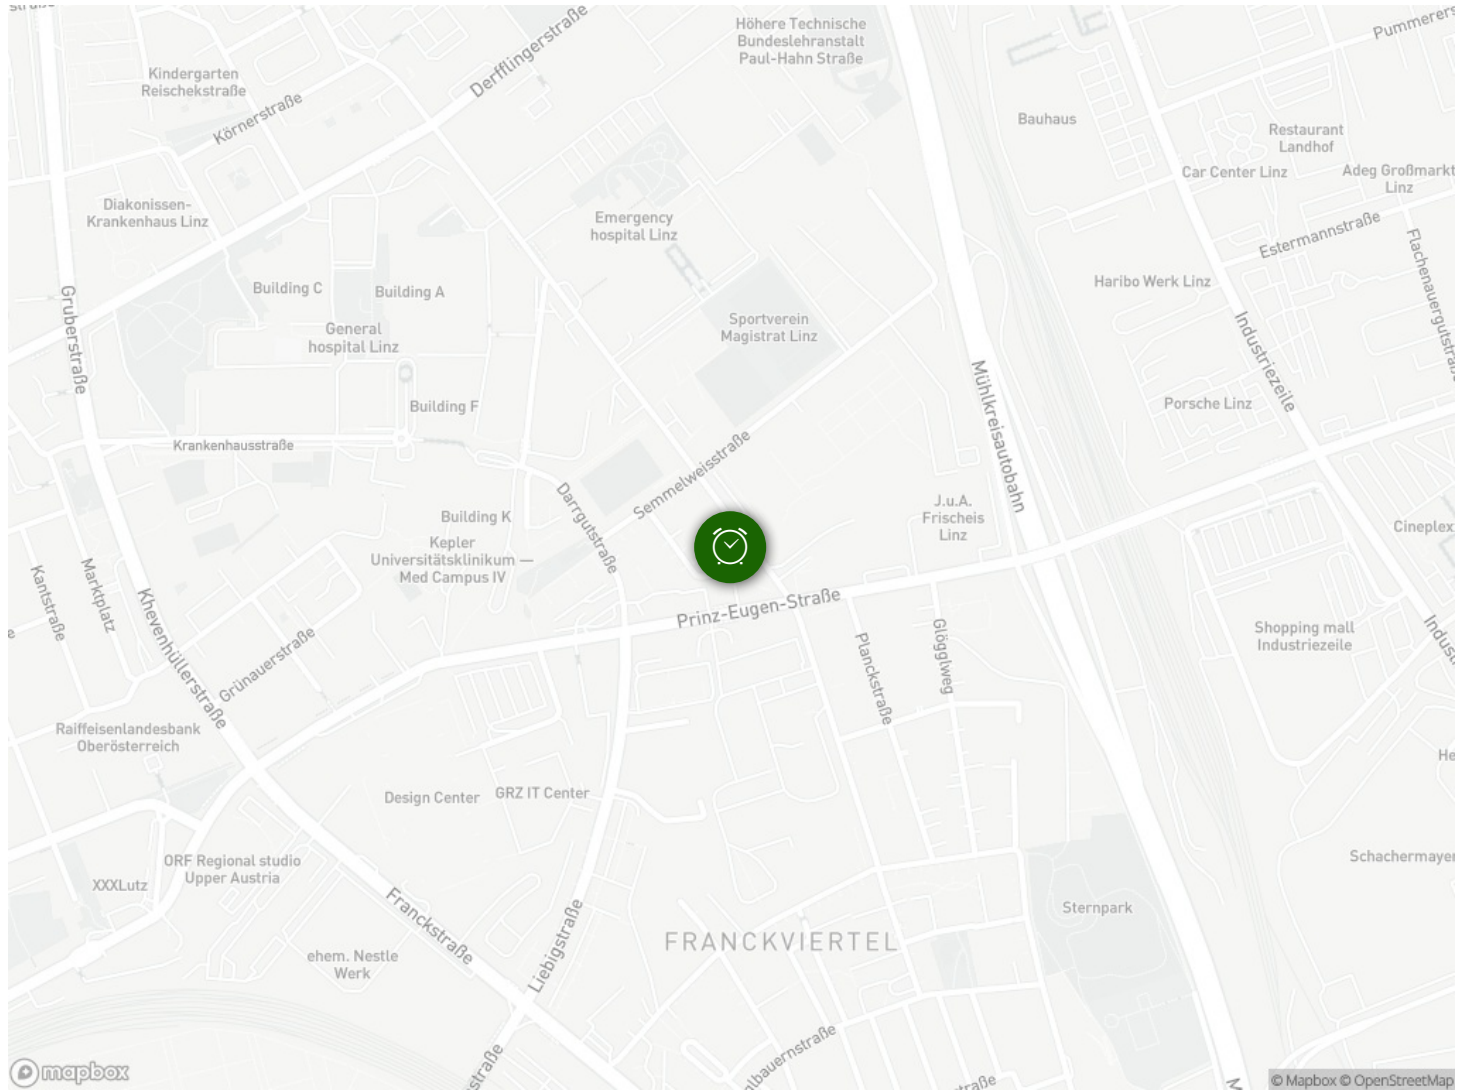 Höhere Technische
Bundeslehranstalt
Paul-Hahn Straße
Derfflingerstraße
Kindergarten
Reischekstraße
Körnerstraße
Bauhaus
Restaurant
Landhof
Car Center Linz
Adeg Großmarkt
Linz
Diakonissen-
Krankenhaus Linz
Emergency
hospital Linz
Estermannstraße
Building C
Building A
Haribo Werk Linz
Gruberstraße
General
hospital Linz
Sportverein
Magistrat Linz
Industriezeile
Mühlkreisautobahn
Building F
Porsche Linz
Krankenhausstraße
Semmelweisstraße
Darrgutstraße
Building K
J.u.A.
Frischeis
Linz
Cineplex
Kepler
Universitätsklinikum —
Med Campus IV
Kantstraße
Marktplatz
Khevenhüllerstraße
Prinz-Eugen-Straße
Grünauerstraße
Planckstraße
Glögglweg
Shopping mall
Industriezeile
Raiffeisenlandesbank
Oberösterreich
Design Center
GRZ IT Center
ORF Regional studio
Upper Austria
XXXLutz
Franckstraße
Liebigstraße
FRANCKVIERTEL
Sternpark
ehem. Nestle
Werk
mapbox
© Mapbox © OpenStreetMap